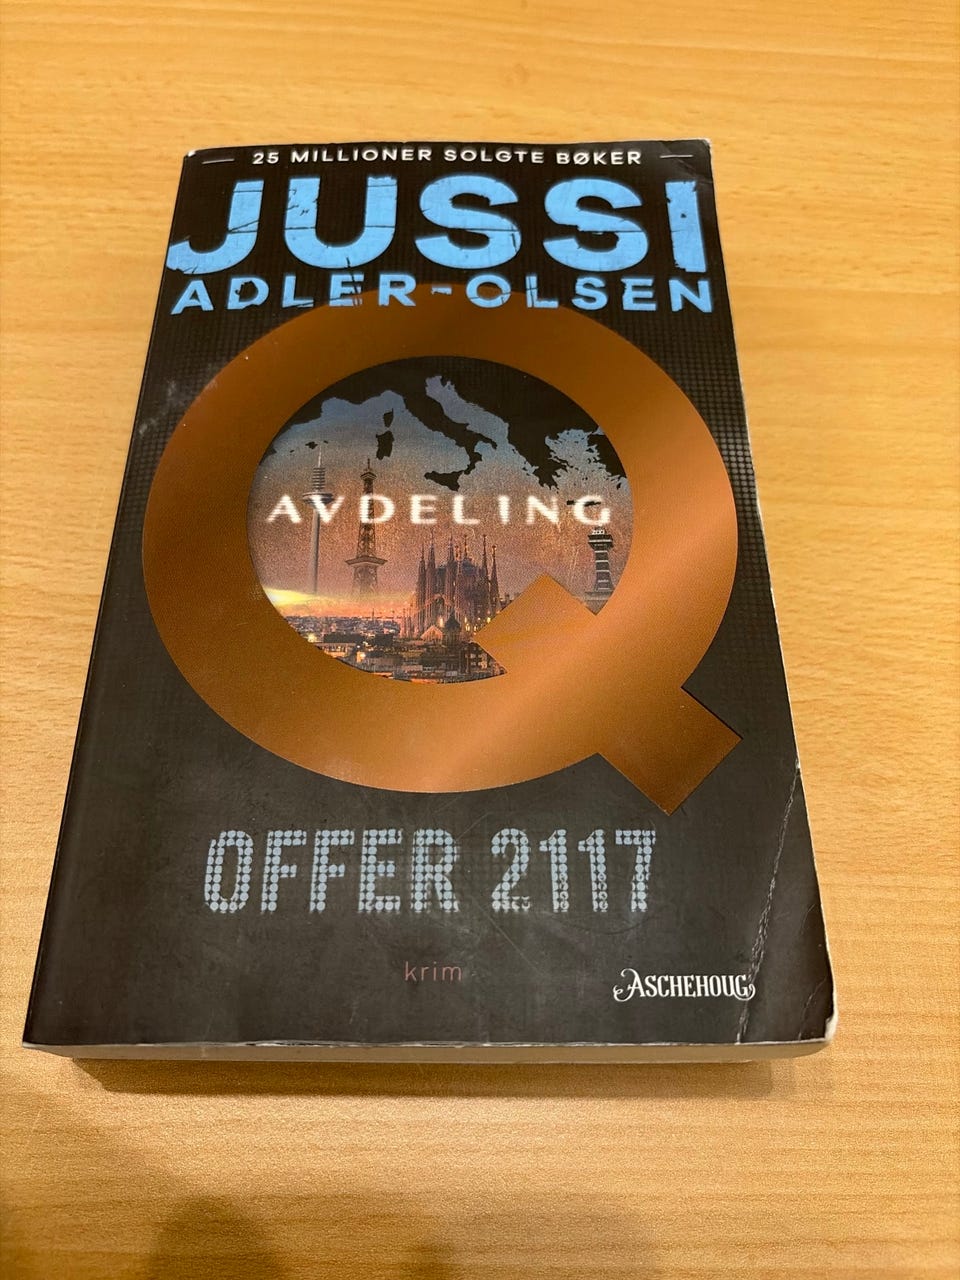 25 MILLIONER SOLGTE BØKER
JUSSI
ADLER-OLSEN
Q
AVDELING
OFFER 2117
krim
ASCHEHOUG